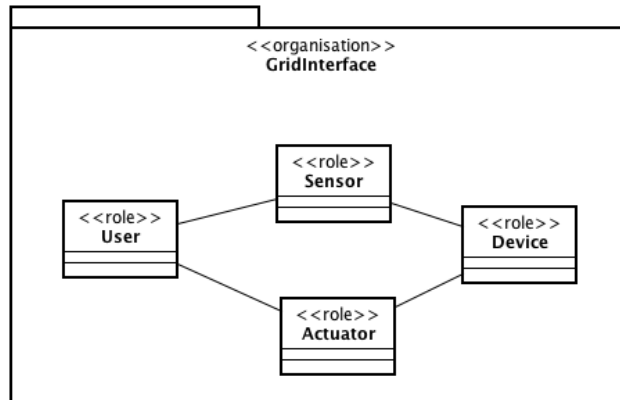 <<organisation>>
GridInterface
<<role>>
Sensor
<<role>>
User
<<role>>
Device
<<role>>
Actuator